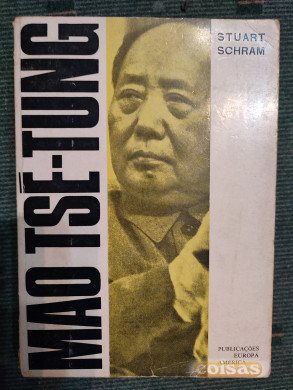 MAO TSÉ-TUNG
STUART
SCHRAM
PUBLICAÇÕES
EUROPA
AMÉRICA
coisas